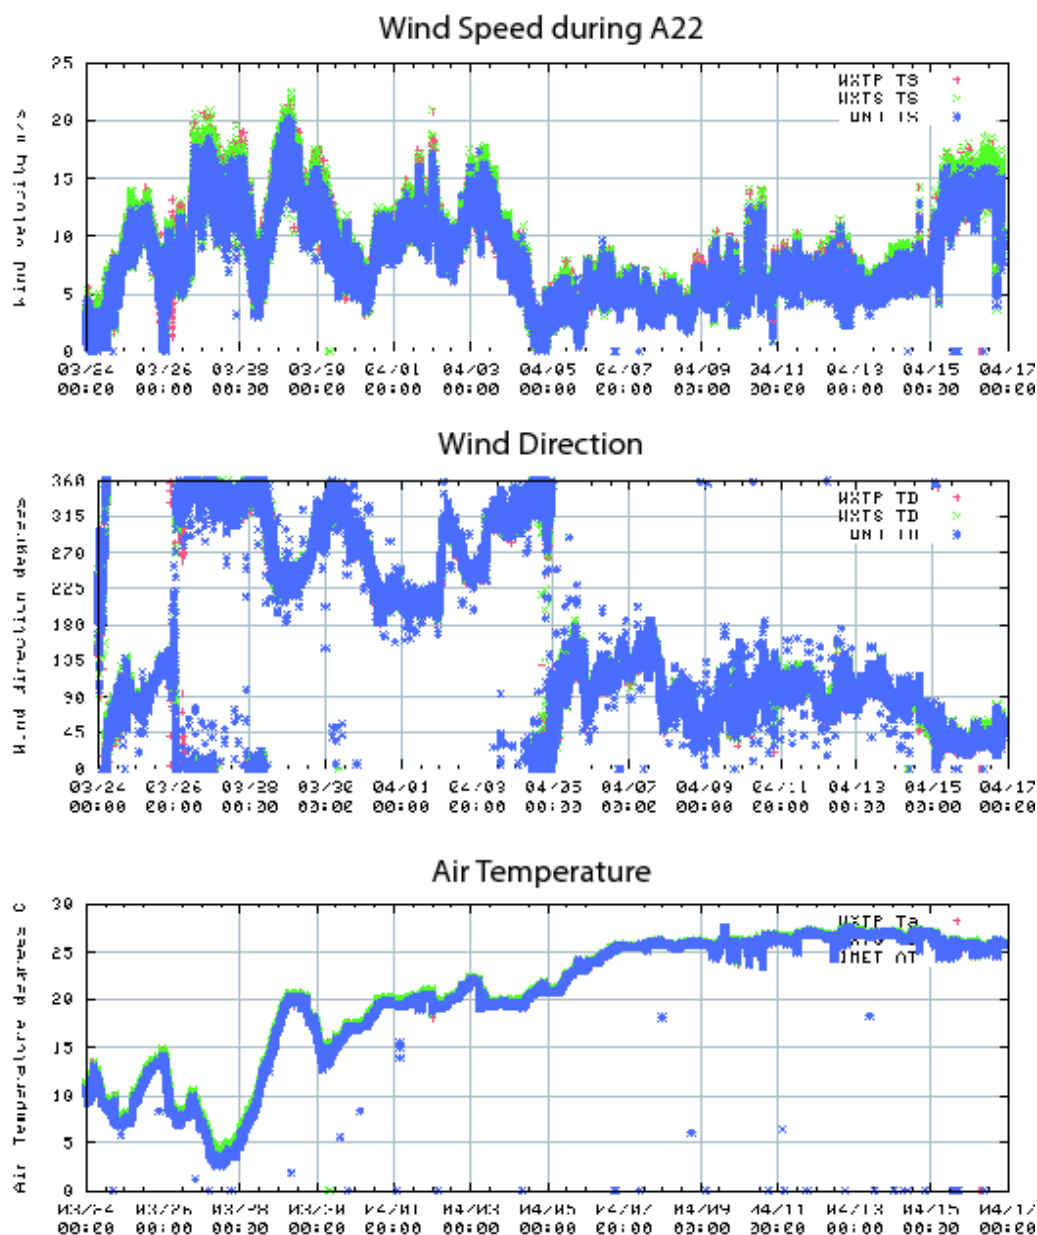 Wind Speed during A22
Wind velocity m/s
25
20
15
10
5
0
WXTP TS
WXTS TS
TS
03/24 03/26 03/28 03/30 04/01 04/03 04/05 04/07 04/09 04/11 04/13 04/15 04/17
00:00 00:00 00:00 00:00 00:00 00:00 00:00 00:00 00:00 00:00 00:00 00:00 00:00
Wind Direction
Wind direction degrees
360
315
270
225
180
135
90
45
0
WXTP TD
WXTS TD
TD
03/24 03/26 03/28 03/30 04/01 04/03 04/05 04/07 04/09 04/11 04/13 04/15 04/17
00:00 00:00 00:00 00:00 00:00 00:00 00:00 00:00 00:00 00:00 00:00 00:00 00:00
Air Temperature
Air Temperature degrees C
30
25
20
15
10
5
0
WXTP Ta
IMET AT
03/24 03/26 03/28 03/30 04/01 04/03 04/05 04/07 04/09 04/11 04/13 04/15 04/17
00:00 00:00 00:00 00:00 00:00 00:00 00:00 00:00 00:00 00:00 00:00 00:00 00:00